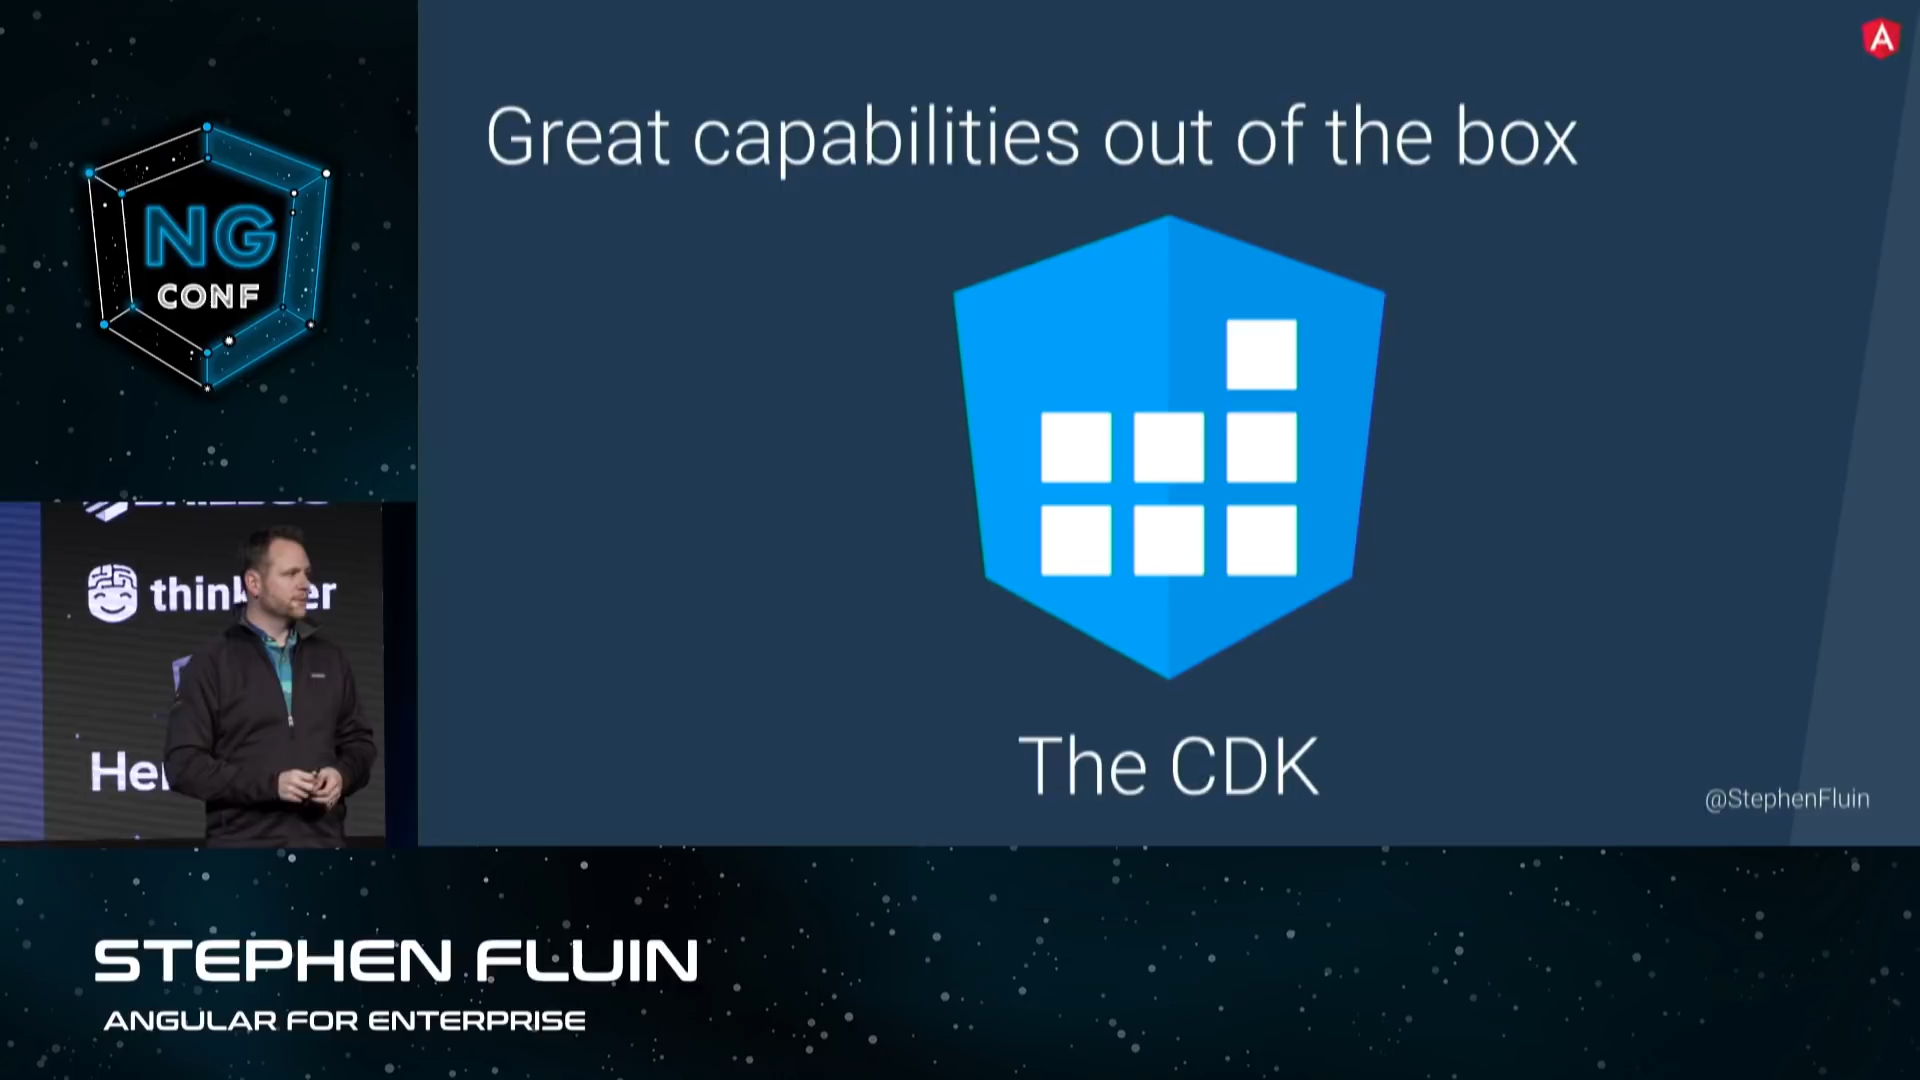 Great capabilities out of the box
NG
CONF
The CDK
@StephenFluin
STEPHEN FLUIN
ANGULAR FOR ENTERPRISE